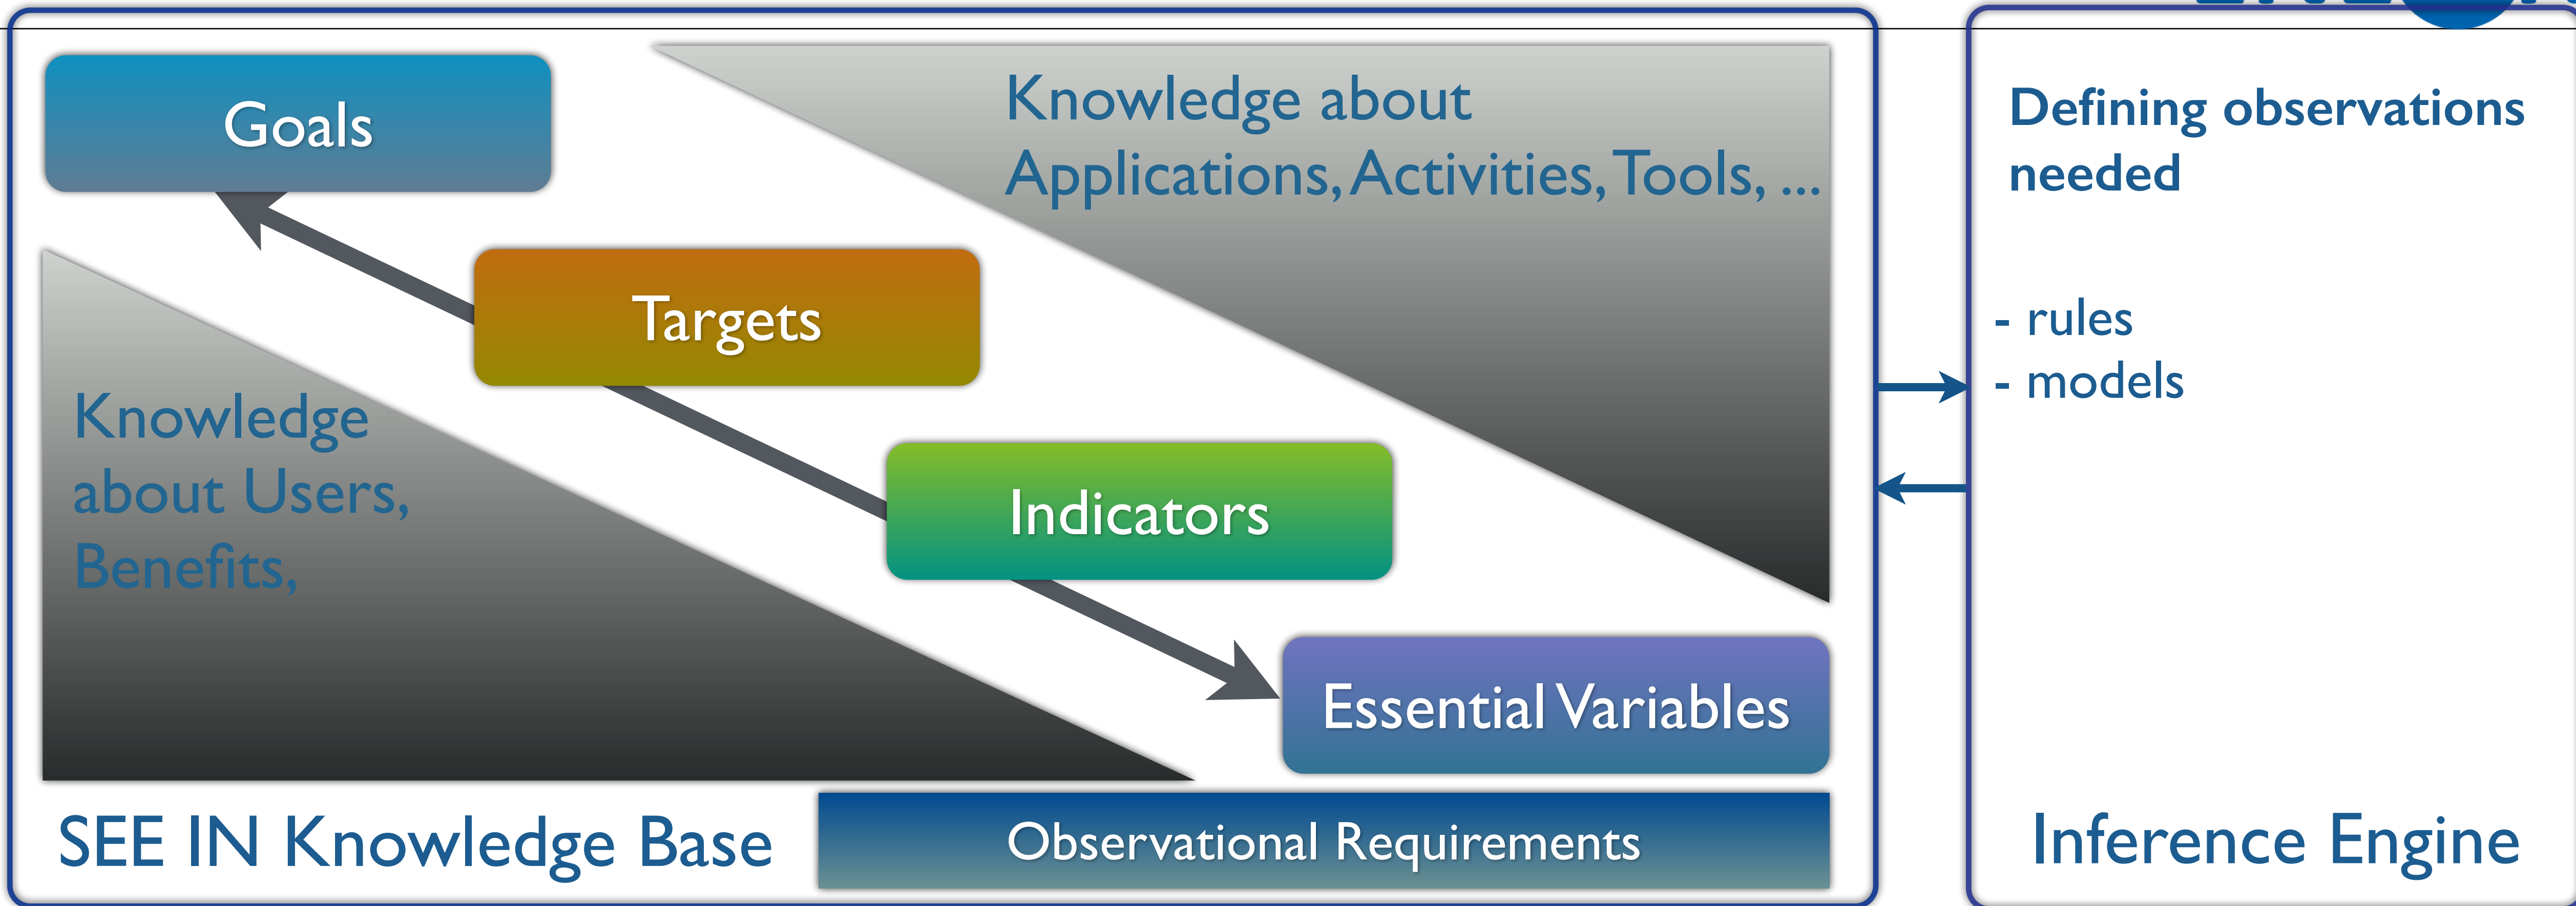 Goals
Knowledge about
Applications, Activities, Tools, ...
Targets
Knowledge
about Users,
Benefits,
Indicators
Essential Variables
SEE IN Knowledge Base
Observational Requirements
Defining observations
needed
- rules
- models
Inference Engine